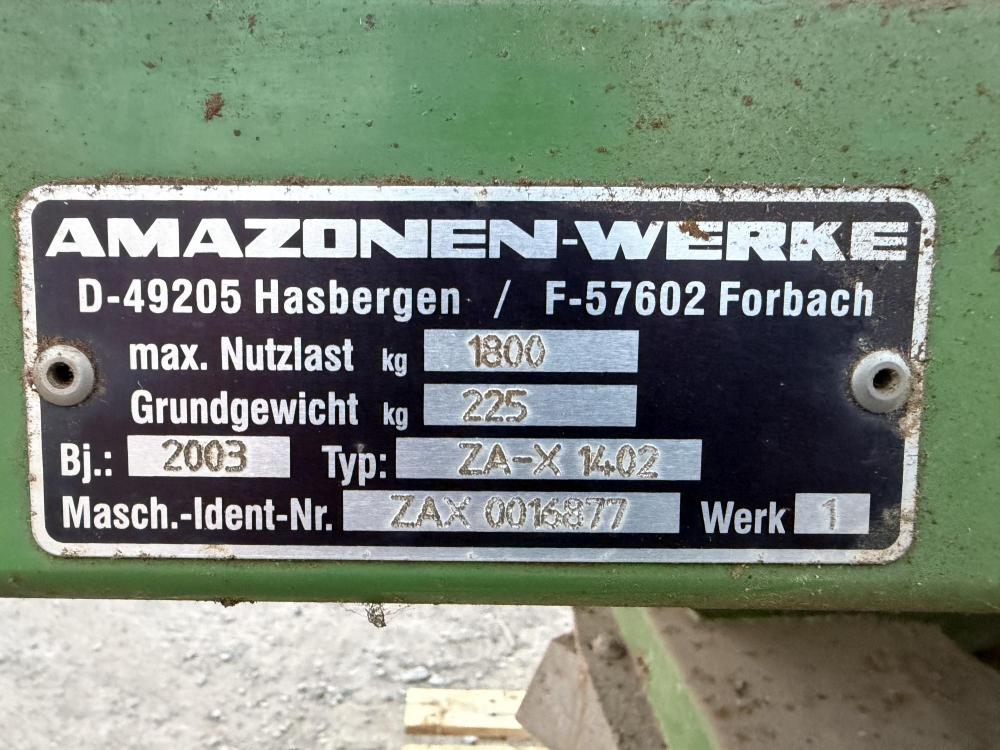 AMAZONEN-WERKE
D-49205 Hasbergen / F-57602 Forbach
max. Nutzlast kg 1800
Grundgewicht kg 225
Bj.: 2003 Typ: ZA-X 1402
Masch.-Ident-Nr. ZAX 0016877 Werk 1